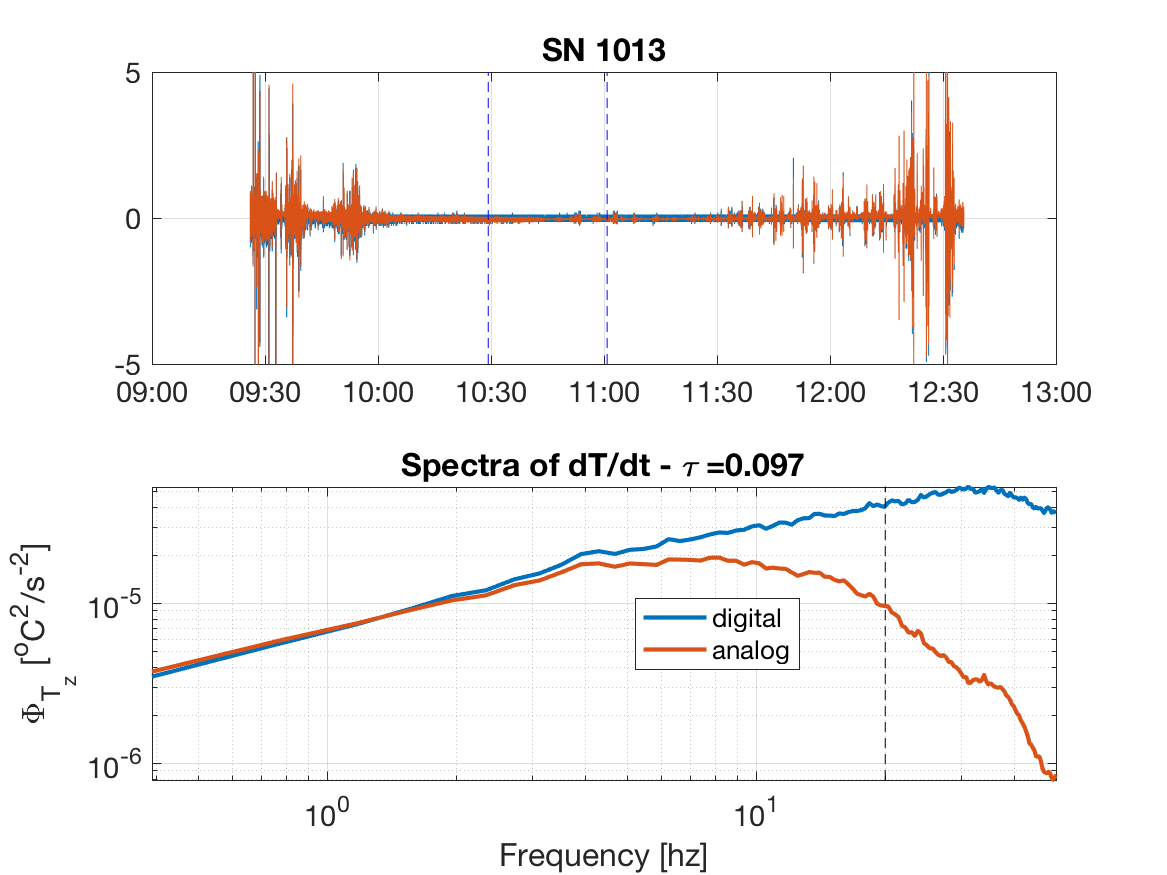 SN 1013
5
0
-5
09:00 09:30 10:00 10:30 11:00 11:30 12:00 12:30 13:00
Spectra of dT/dt - τ =0.097
Φ_T_z [°C²/s⁻²]
10⁻⁵
10⁻⁶
digital
analog
10⁰ 10¹
Frequency [hz]